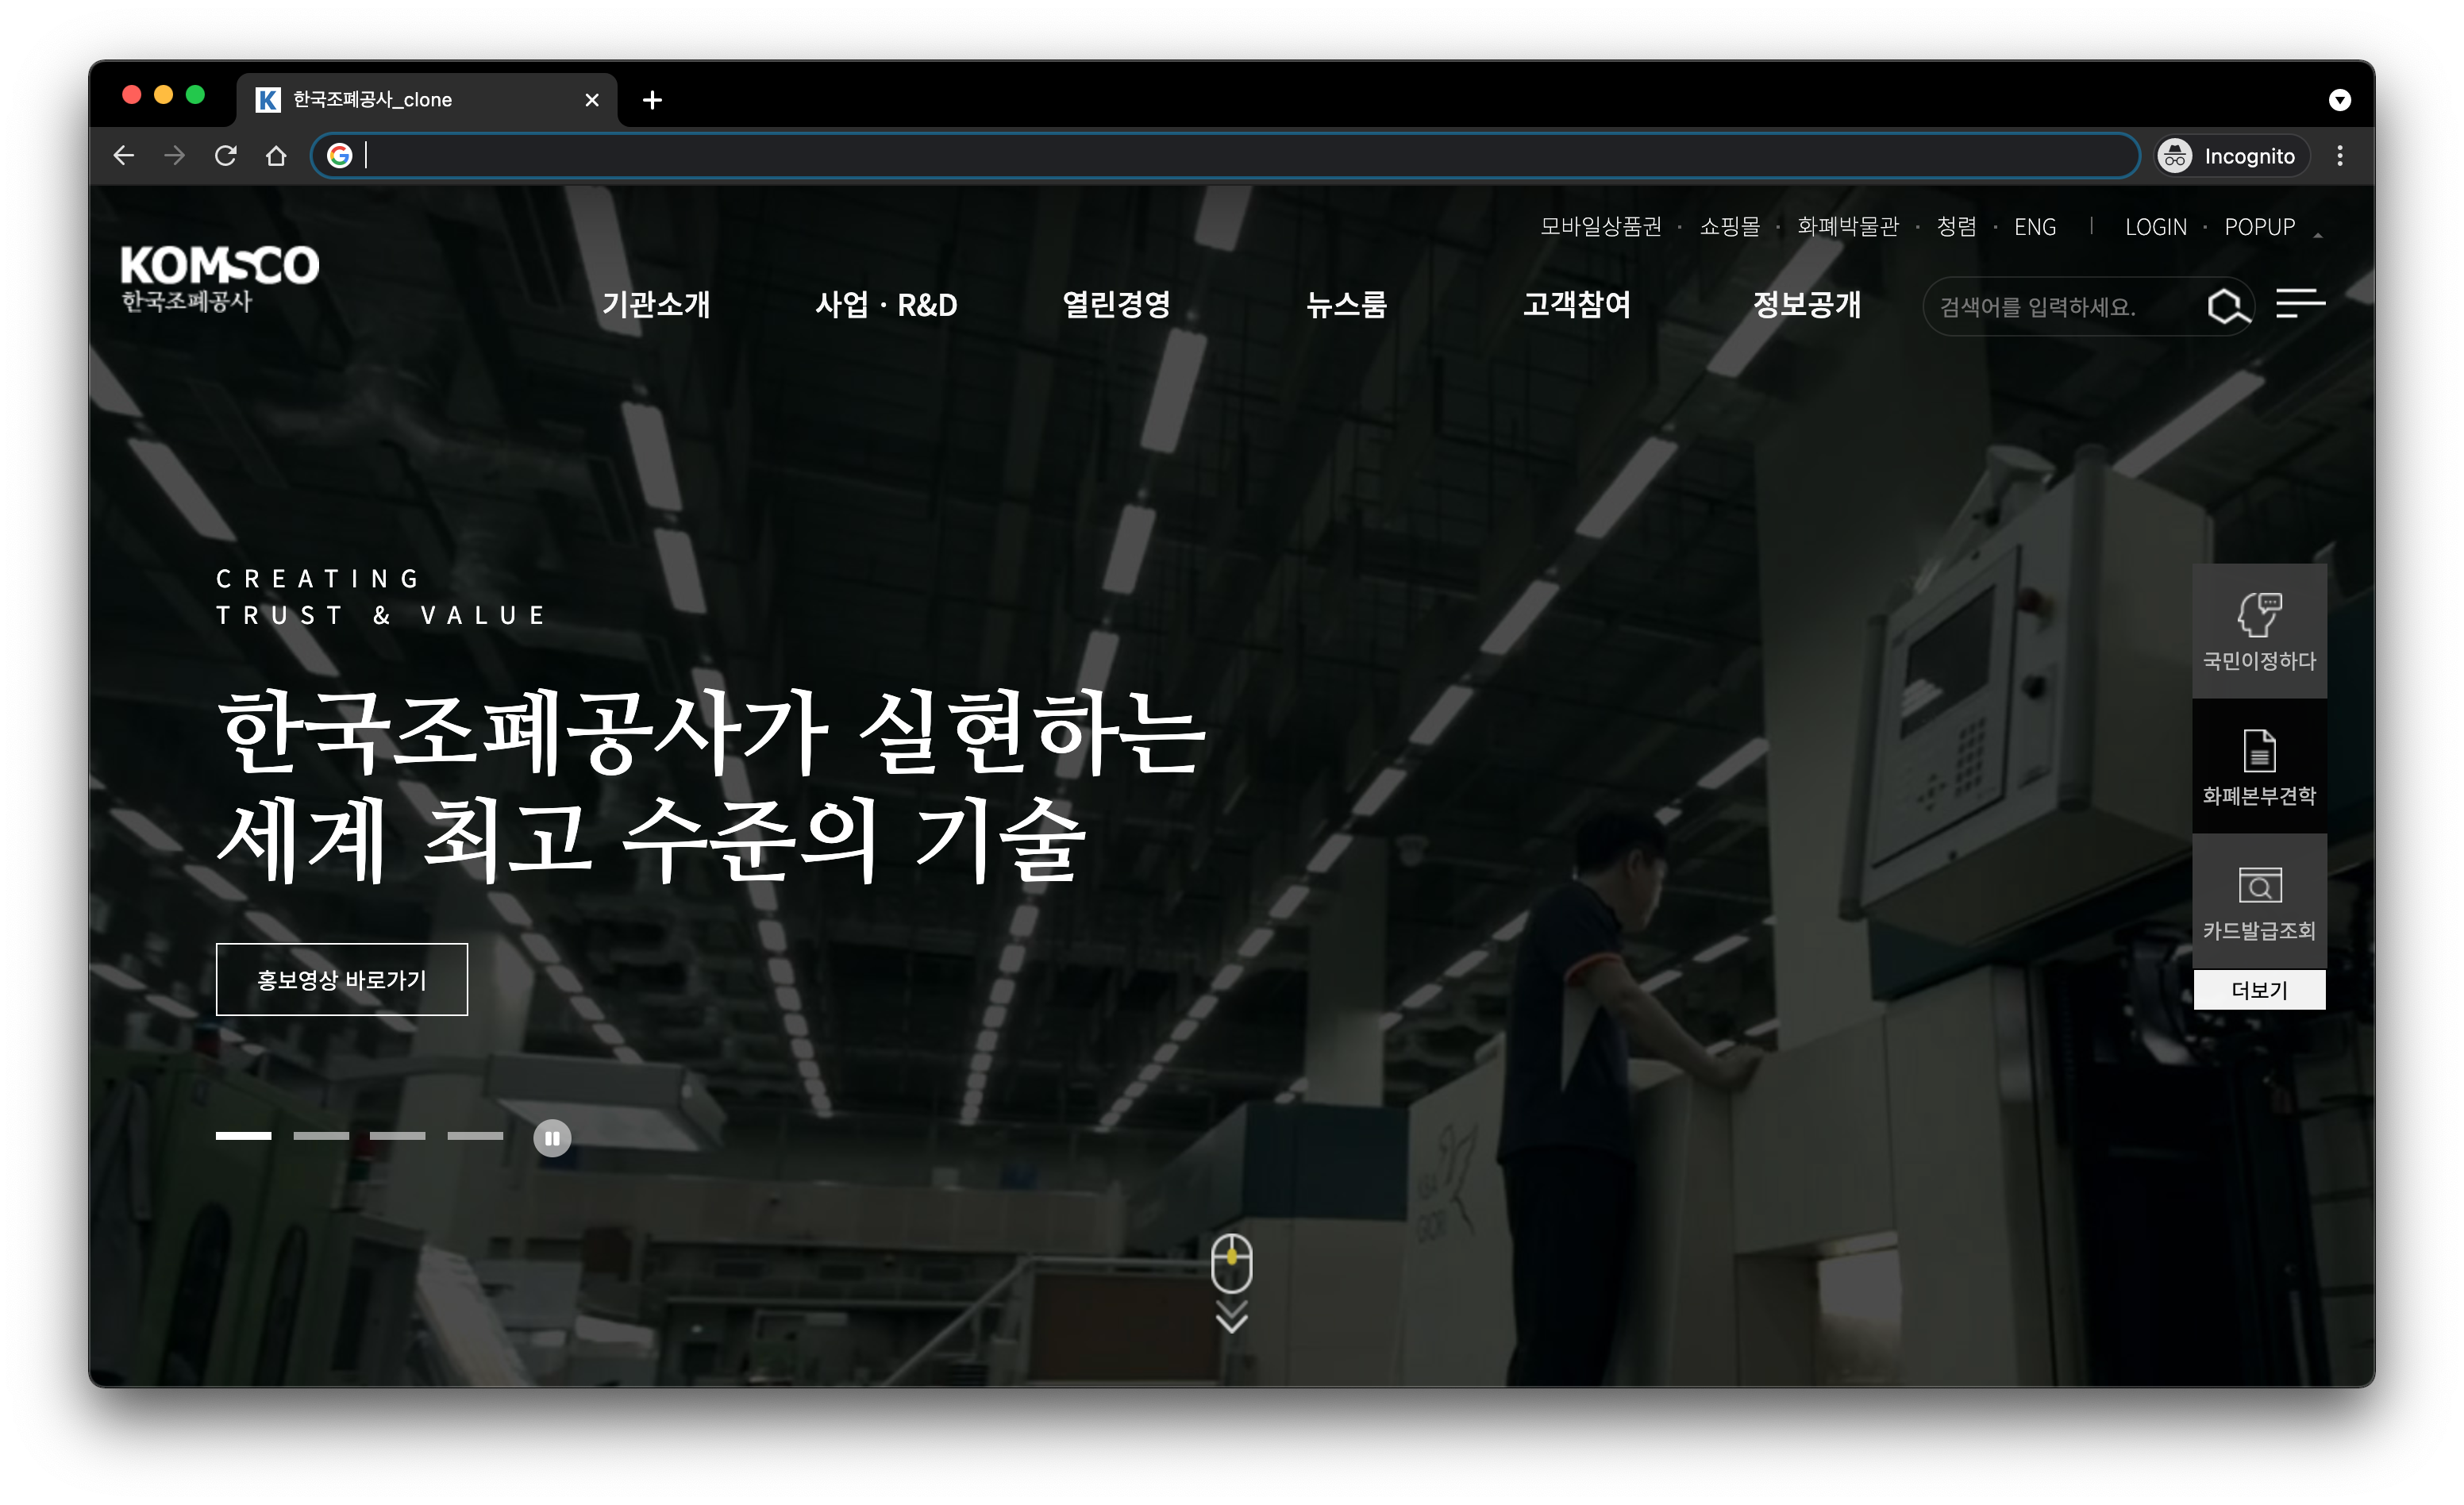 한국조폐공사_clone
Incognito
모바일상품권 · 쇼핑몰 · 화폐박물관 · 청렴 · ENG | LOGIN · POPUP
KOMSCO
한국조폐공사
기관소개 사업 · R&D 열린경영 뉴스룸 고객참여 정보공개 검색어를 입력하세요.
CREATING
TRUST & VALUE
한국조폐공사가 실현하는
세계 최고 수준의 기술
홍보영상 바로가기
국민이정하다
화폐본부견학
카드발급조회
더보기